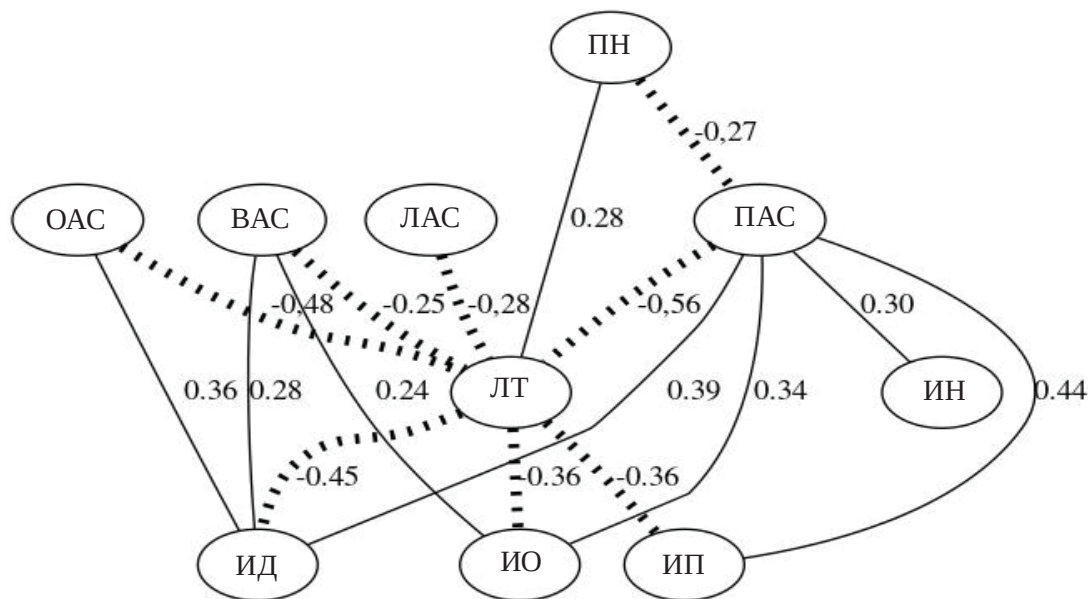 ПН
-0,27
ОАС
ВАС
ЛАС
0.28
ПАС
-0,48
-0.25
-0,28
-0,56
0.30
0.36
0.28
0.24
ЛТ
0.39
0.34
ИН
0.44
-0.45
-0.36
-0.36
ИД
ИО
ИП